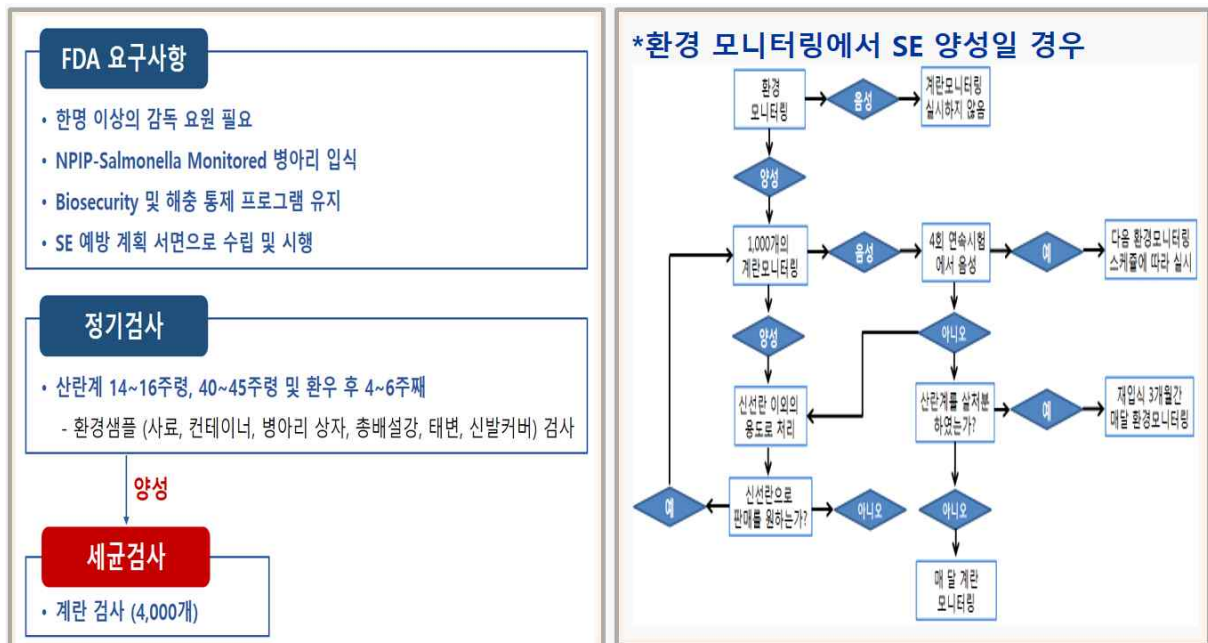 FDA 요구사항
• 한명 이상의 감독 요원 필요
• NPIP-Salmonella Monitored 병아리 입식
• Biosecurity 및 해충 통제 프로그램 유지
• SE 예방 계획 서면으로 수립 및 시행
정기검사
• 산란계 14~16주령, 40~45주령 및 환우 후 4~6주째
- 환경샘플 (사료, 컨테이너, 병아리 상자, 총배설강, 태변, 신발커버) 검사
양성
세균검사
• 계란 검사 (4,000개)
*환경 모니터링에서 SE 양성일 경우
환경
모니터링
음성
계란모니터링
실시하지 않음
양성
1,000개의
계란모니터링
음성
4회 연속시험
에서 음성
예
다음 환경모니터링
스케쥴에 따라 실시
양성
아니오
신선란 이외의
용도로 처리
산란계를 살처분
하였는가?
예
재입식 3개월간
매달 환경모니터링
예
신선란으로
판매를 원하는가?
아니오
아니오
매 달 계란
모니터링